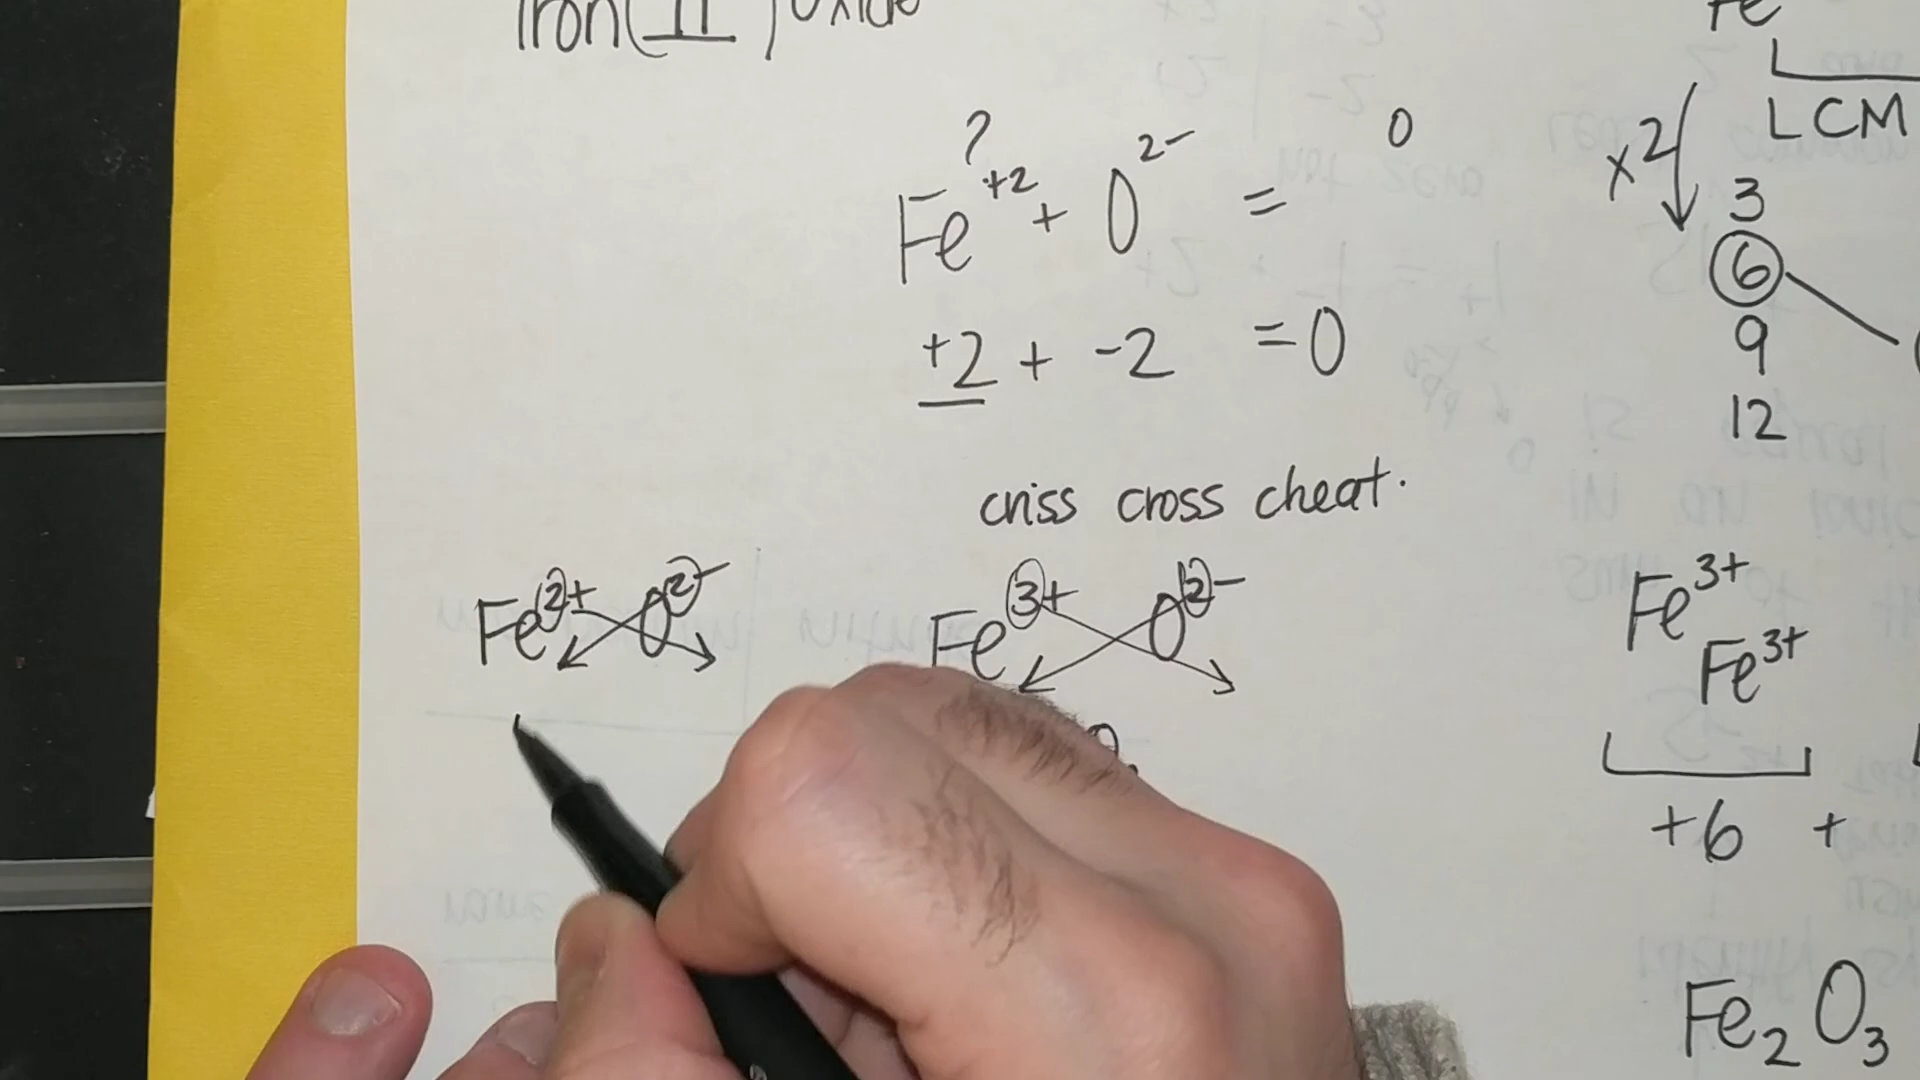 Iron(II) Oxide
?
Fe+2 + O2- = 0
+2 + -2 = 0
criss cross cheat.
Fe2+ O2-
Fe3+ O2-
Fe
LCM
x2
3
6
9
12
Fe3+
Fe3+
+6 +
Fe2O3